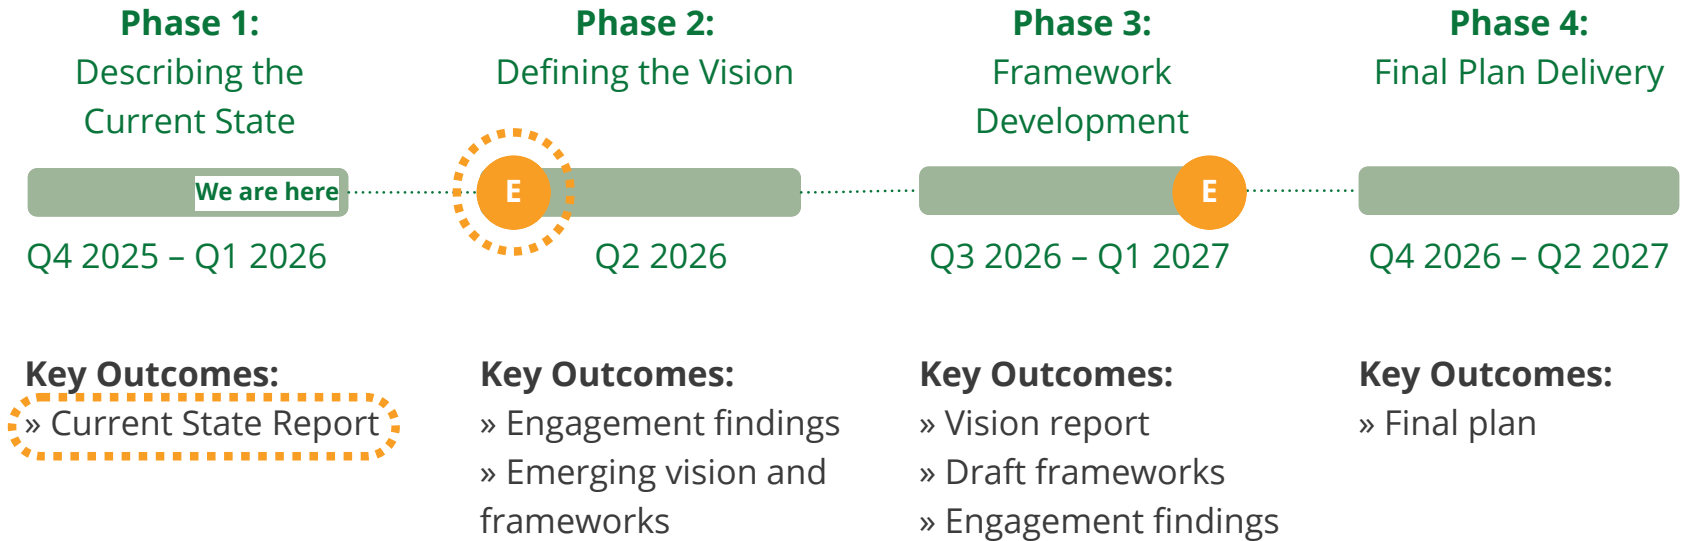 Phase 1:
Describing the
Current State
We are here
Q4 2025 – Q1 2026
Key Outcomes:
» Current State Report
Phase 2:
Defining the Vision
E
Q2 2026
Key Outcomes:
» Engagement findings
» Emerging vision and
frameworks
Phase 3:
Framework
Development
E
Q3 2026 – Q1 2027
Key Outcomes:
» Vision report
» Draft frameworks
» Engagement findings
Phase 4:
Final Plan Delivery
Q4 2026 – Q2 2027
Key Outcomes:
» Final plan